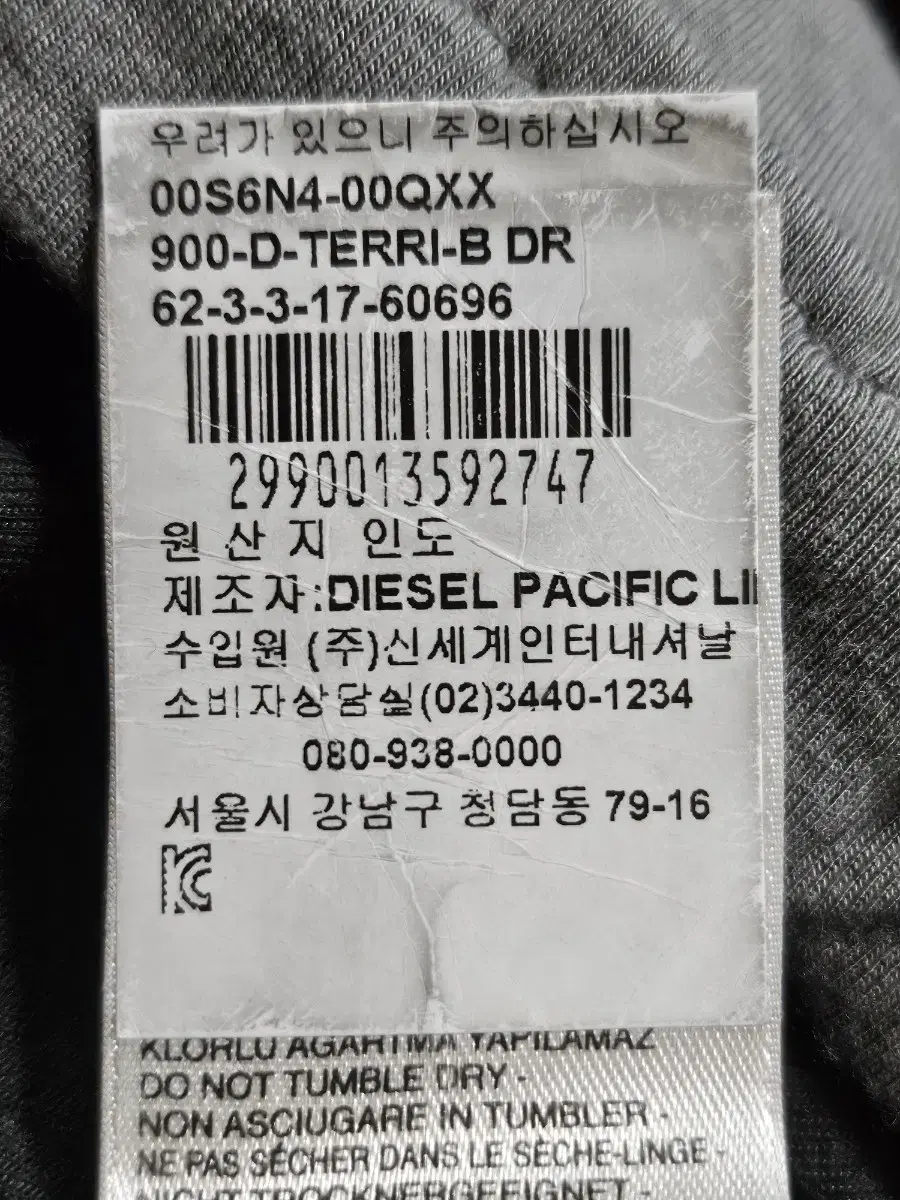 우려가 있으니 주의하십시오
00S6N4-00QXX
900-D-TERRI-B DR
62-3-3-17-60696
2990013592747
원 산 지 인도
제조자:DIESEL PACIFIC LI
수입원 (주)신세계인터내셔날
소비자상담실(02)3440-1234
080-938-0000
서울시 강남구 청담동 79-16
KC
KLORLU AGARTMA YAPILAMAZ
DO NOT TUMBLE DRY -
NON ASCIUGARE IN TUMBLER -
NE PAS SÉCHER DANS LE SÈCHE-LINGE -
NICHT TROCKNERGEEIGNET -